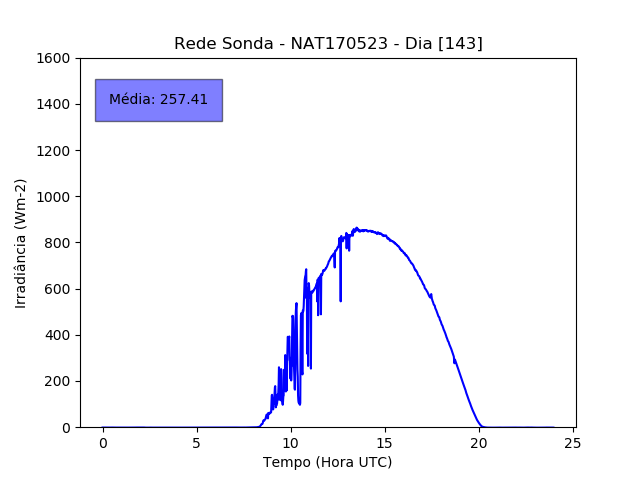 Rede Sonda - NAT170523 - Dia [143]
1600
1400
1200
1000
800
600
400
200
0
Média: 257.41
Irradiância (Wm-2)
0 5 10 15 20 25
Tempo (Hora UTC)